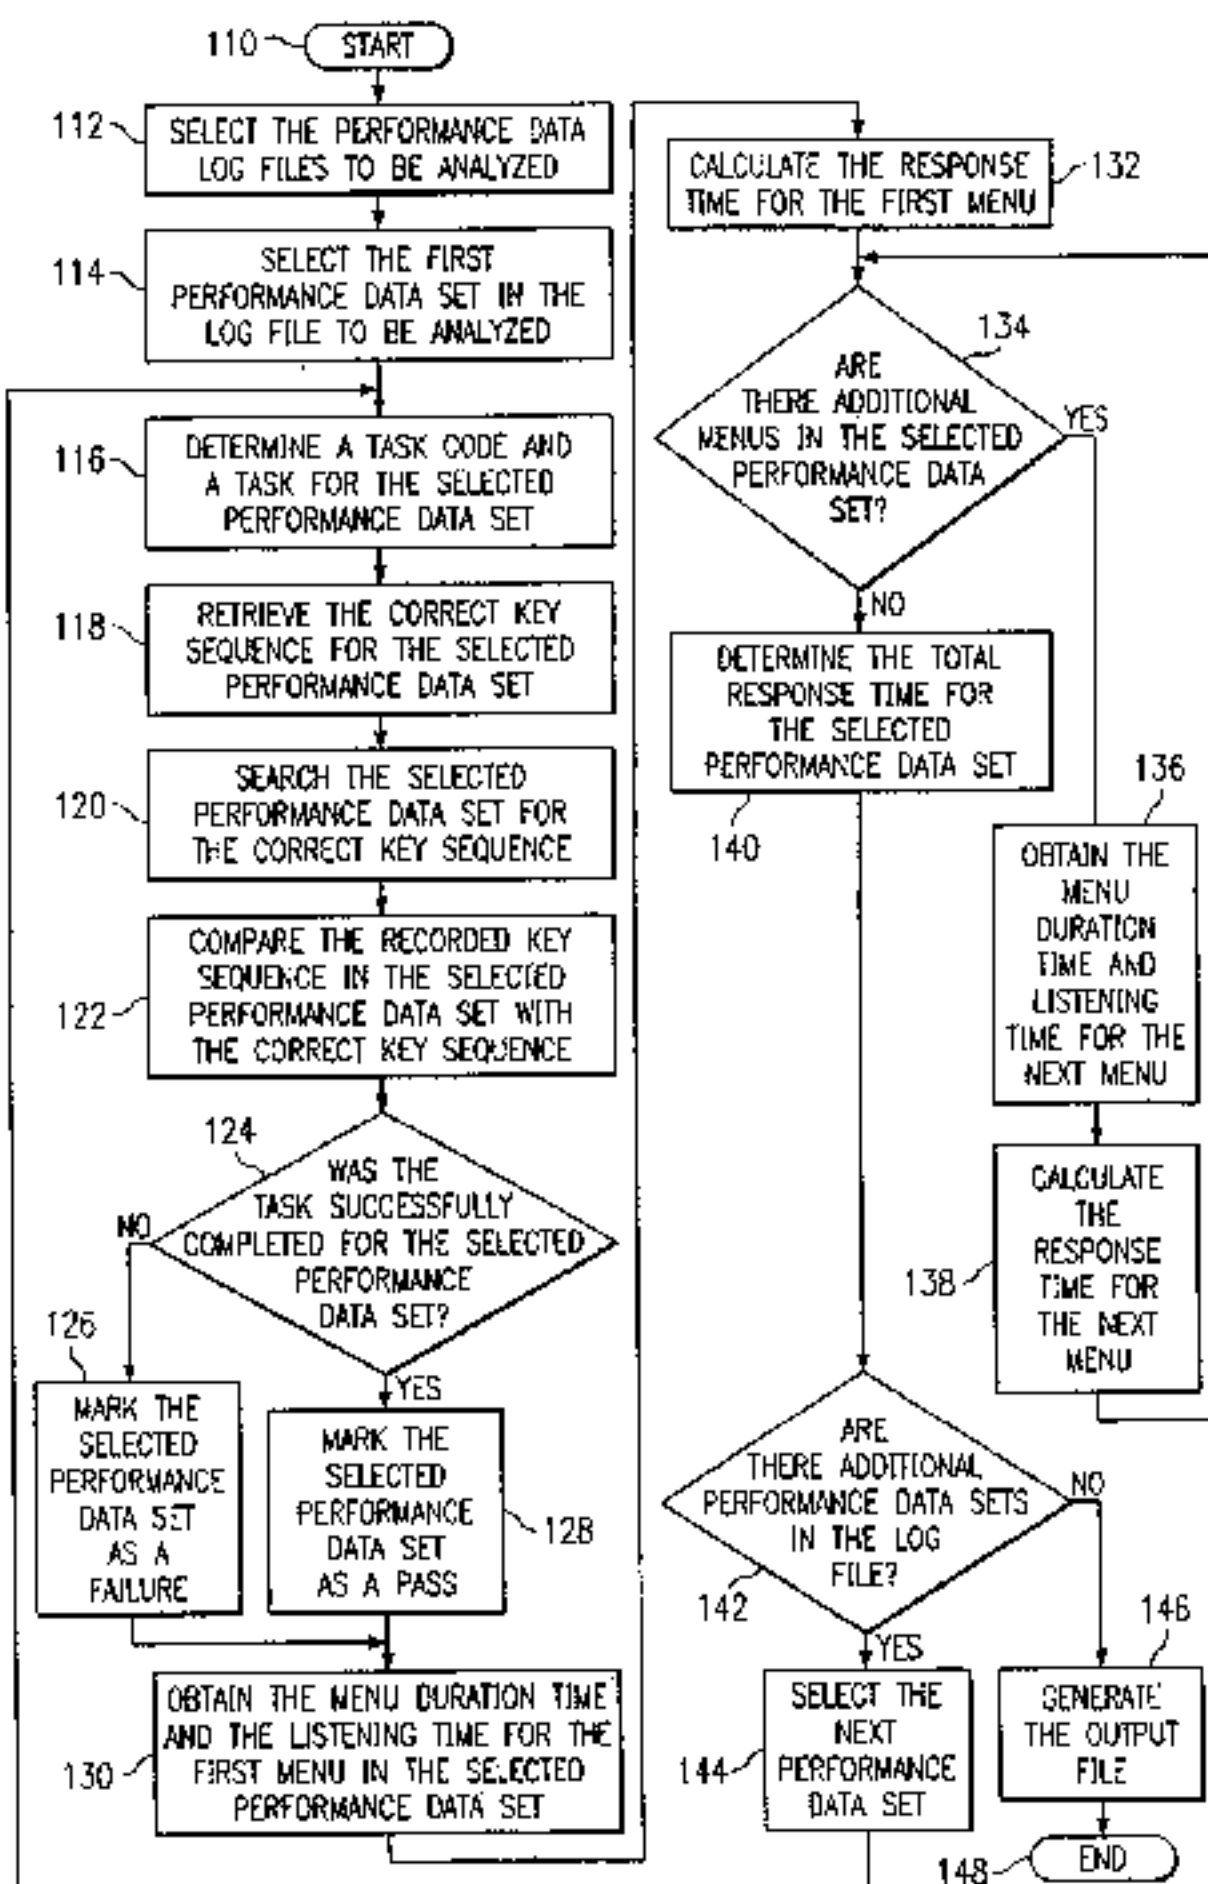 110
START
112
SELECT THE PERFORMANCE DATA
LOG FILES TO BE ANALYZED
114
SELECT THE FIRST
PERFORMANCE DATA SET IN THE
LOG FILE TO BE ANALYZED
116
DETERMINE A TASK CODE AND
A TASK FOR THE SELECTED
PERFORMANCE DATA SET
118
RETRIEVE THE CORRECT KEY
SEQUENCE FOR THE SELECTED
PERFORMANCE DATA SET
120
SEARCH THE SELECTED
PERFORMANCE DATA SET FOR
THE CORRECT KEY SEQUENCE
122
COMPARE THE RECORDED KEY
SEQUENCE IN THE SELECTED
PERFORMANCE DATA SET WITH
THE CORRECT KEY SEQUENCE
124
WAS THE
TASK SUCCESSFULLY
COMPLETED FOR THE SELECTED
PERFORMANCE
DATA SET?
NO
YES
126
MARK THE
SELECTED
PERFORMANCE
DATA SET
AS A
FAILURE
MARK THE
SELECTED
PERFORMANCE
DATA SET
AS A PASS
128
130
OBTAIN THE MENU DURATION TIME
AND THE LISTENING TIME FOR THE
FIRST MENU IN THE SELECTED
PERFORMANCE DATA SET
CALCULATE THE RESPONSE
TIME FOR THE FIRST MENU
132
134
ARE
THERE ADDITIONAL
MENUS IN THE SELECTED
PERFORMANCE DATA
SET?
YES
NO
DETERMINE THE TOTAL
RESPONSE TIME FOR
THE SELECTED
PERFORMANCE DATA SET
140
136
OBTAIN THE
MENU
DURATION
TIME AND
LISTENING
TIME FOR THE
NEXT MENU
138
CALCULATE
THE
RESPONSE
TIME FOR
THE NEXT
MENU
ARE
THERE ADDITIONAL
PERFORMANCE DATA SETS
IN THE LOG
FILE?
142
NO
YES
144
SELECT THE
NEXT
PERFORMANCE
DATA SET
146
GENERATE
THE OUTPUT
FILE
148
END